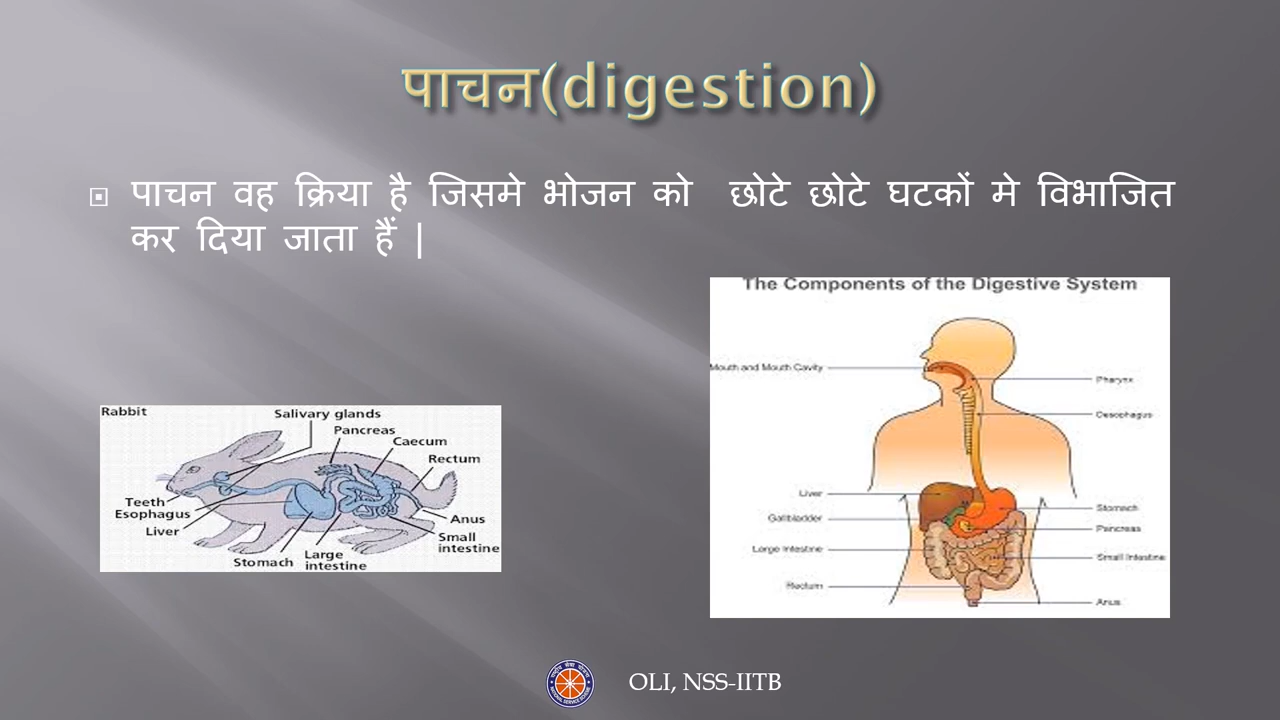 पाचन(digestion)
पाचन वह क्रिया है जिसमे भोजन को छोटे छोटे घटकों मे विभाजित
कर दिया जाता हैं |
Rabbit
Salivary glands
Pancreas
Caecum
Rectum
Teeth
Esophagus
Liver
Stomach
Large
intestine
Small
intestine
Anus
The Components of the Digestive System
Mouth and Mouth Cavity
Pharynx
Oesophagus
Liver
Stomach
Gallbladder
Pancreas
Large Intestine
Small Intestine
Rectum
Anus
OLI, NSS-IITB